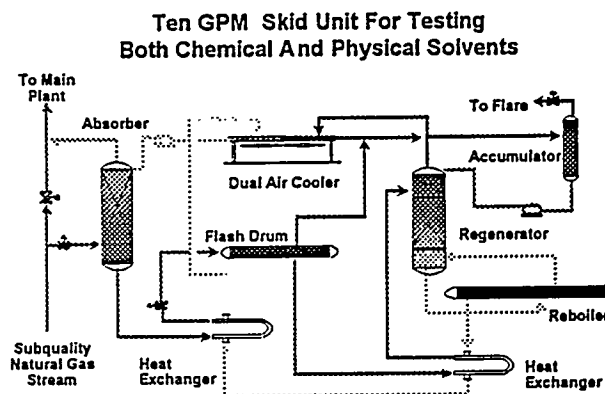 Ten GPM Skid Unit For Testing
Both Chemical And Physical Solvents
To Main
Plant
Absorber
To Flare
Accumulator
Dual Air Cooler
Flash Drum
Regenerator
Reboiler
Subquality
Natural Gas
Stream
Heat
Exchanger
Heat
Exchanger